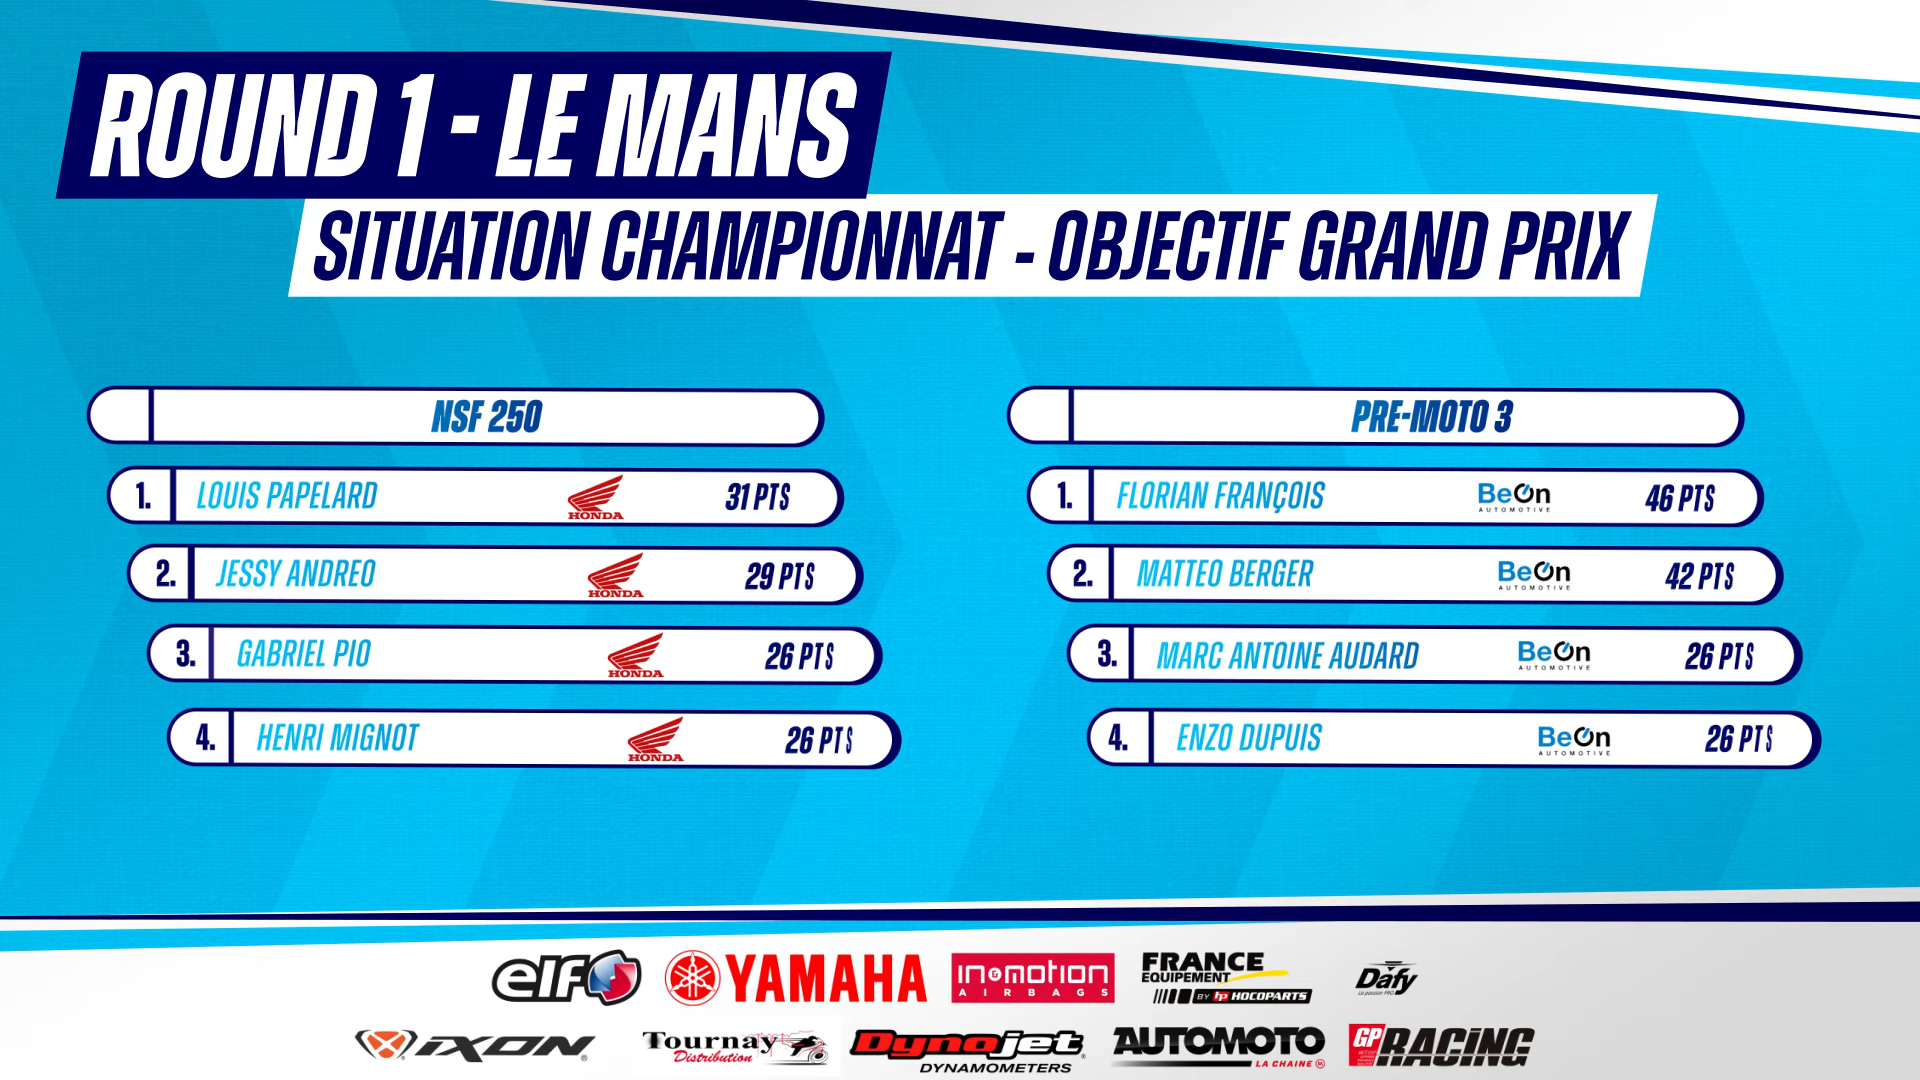 ROUND 1 - LE MANS
SITUATION CHAMPIONNAT - OBJECTIF GRAND PRIX
NSF 250
1. LOUIS PAPELARD HONDA 31 PTS
2. JESSY ANDREO HONDA 29 PTS
3. GABRIEL PIO HONDA 26 PTS
4. HENRI MIGNOT HONDA 26 PTS
PRE-MOTO 3
1. FLORIAN FRANÇOIS BeOn AUTOMOTIVE 46 PTS
2. MATTEO BERGER BeOn AUTOMOTIVE 42 PTS
3. MARC ANTOINE AUDARD BeOn AUTOMOTIVE 26 PTS
4. ENZO DUPUIS BeOn AUTOMOTIVE 26 PTS
elf
YAMAHA
in&motion
AIRBAGS
FRANCE
EQUIPEMENT
BY hp HOCOPARTS
Dafy
La passion PRO
iXON
Tournay
Distribution
Dynojet
DYNAMOMETERS
AUTOMOTO
LA CHAINE
GP RACING